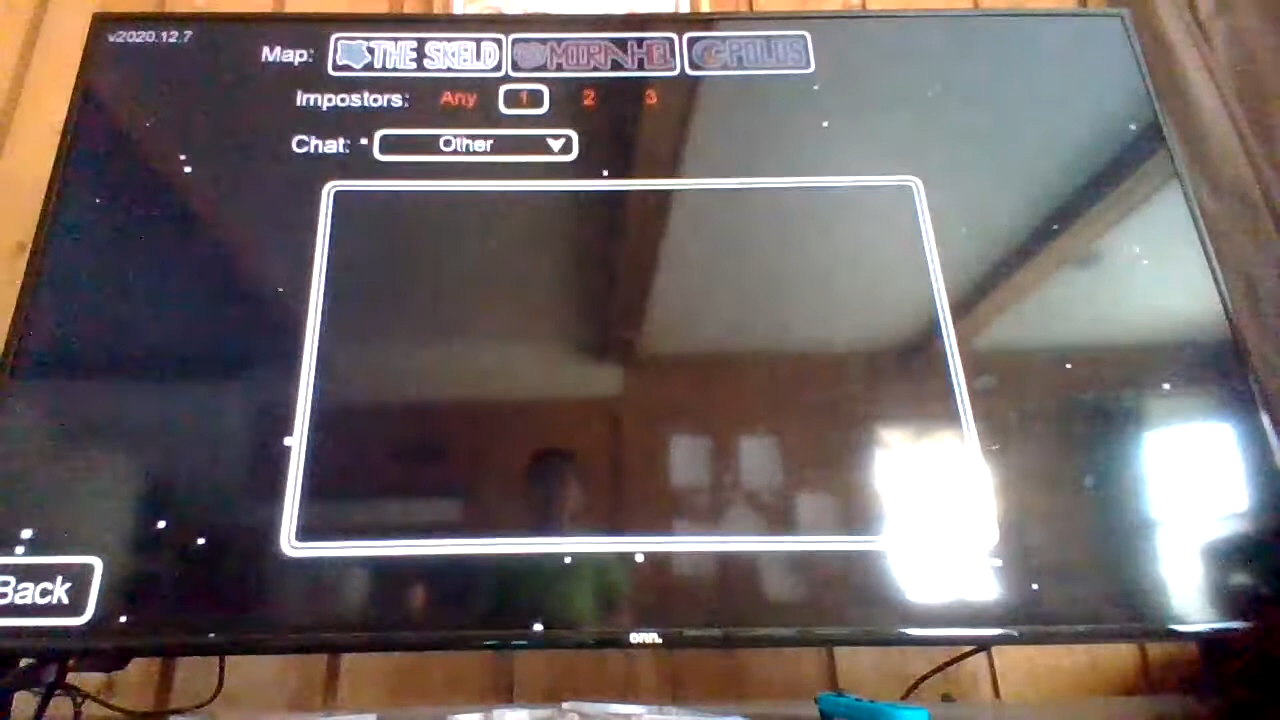 v2020.12.7
Map: THE SKELD MIRA HQ POLUS
Impostors: Any 1 2 3
Chat: Other
Back
onn.